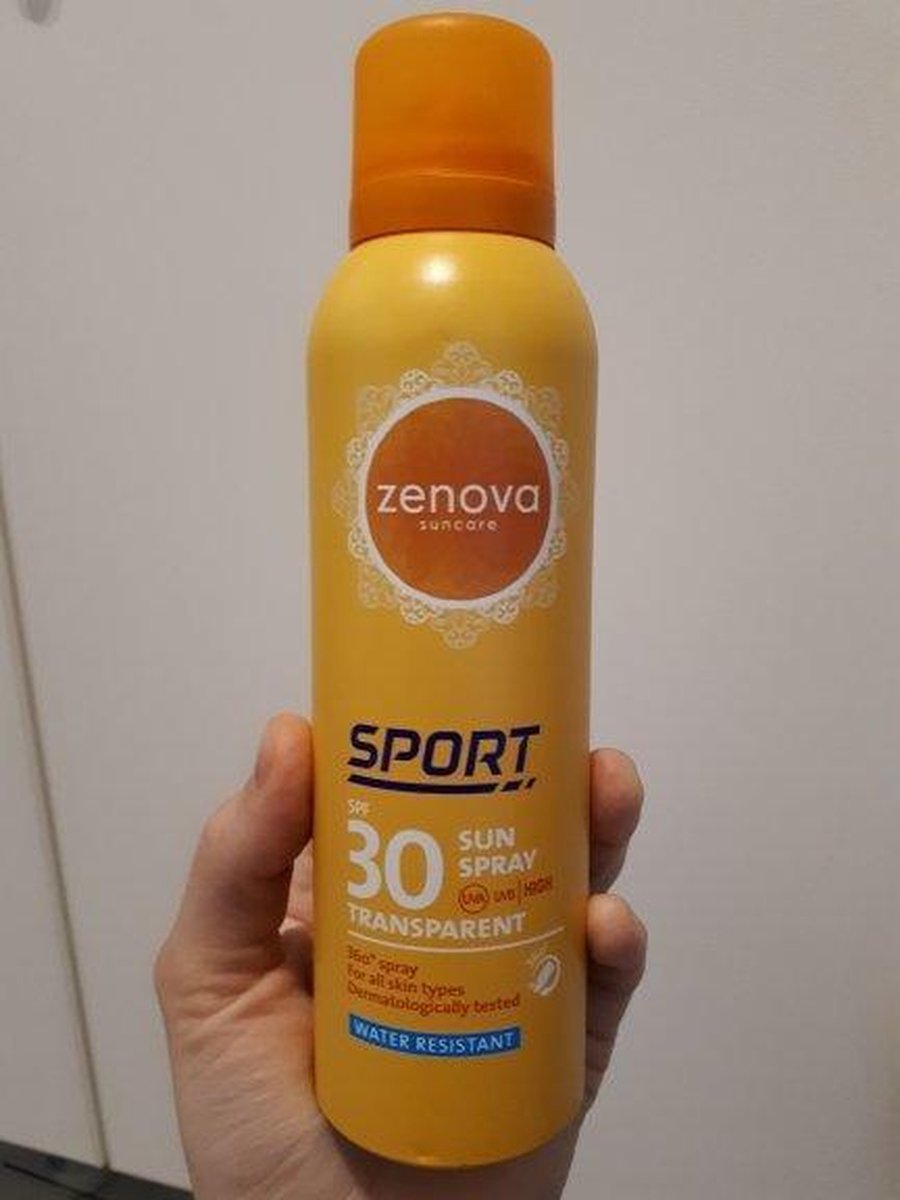 zenova
suncare
SPORT
SPF
30
SUN
SPRAY
UVA UVB HIGH
TRANSPARENT
360° spray
For all skin types
Dermatologically tested
WATER RESISTANT